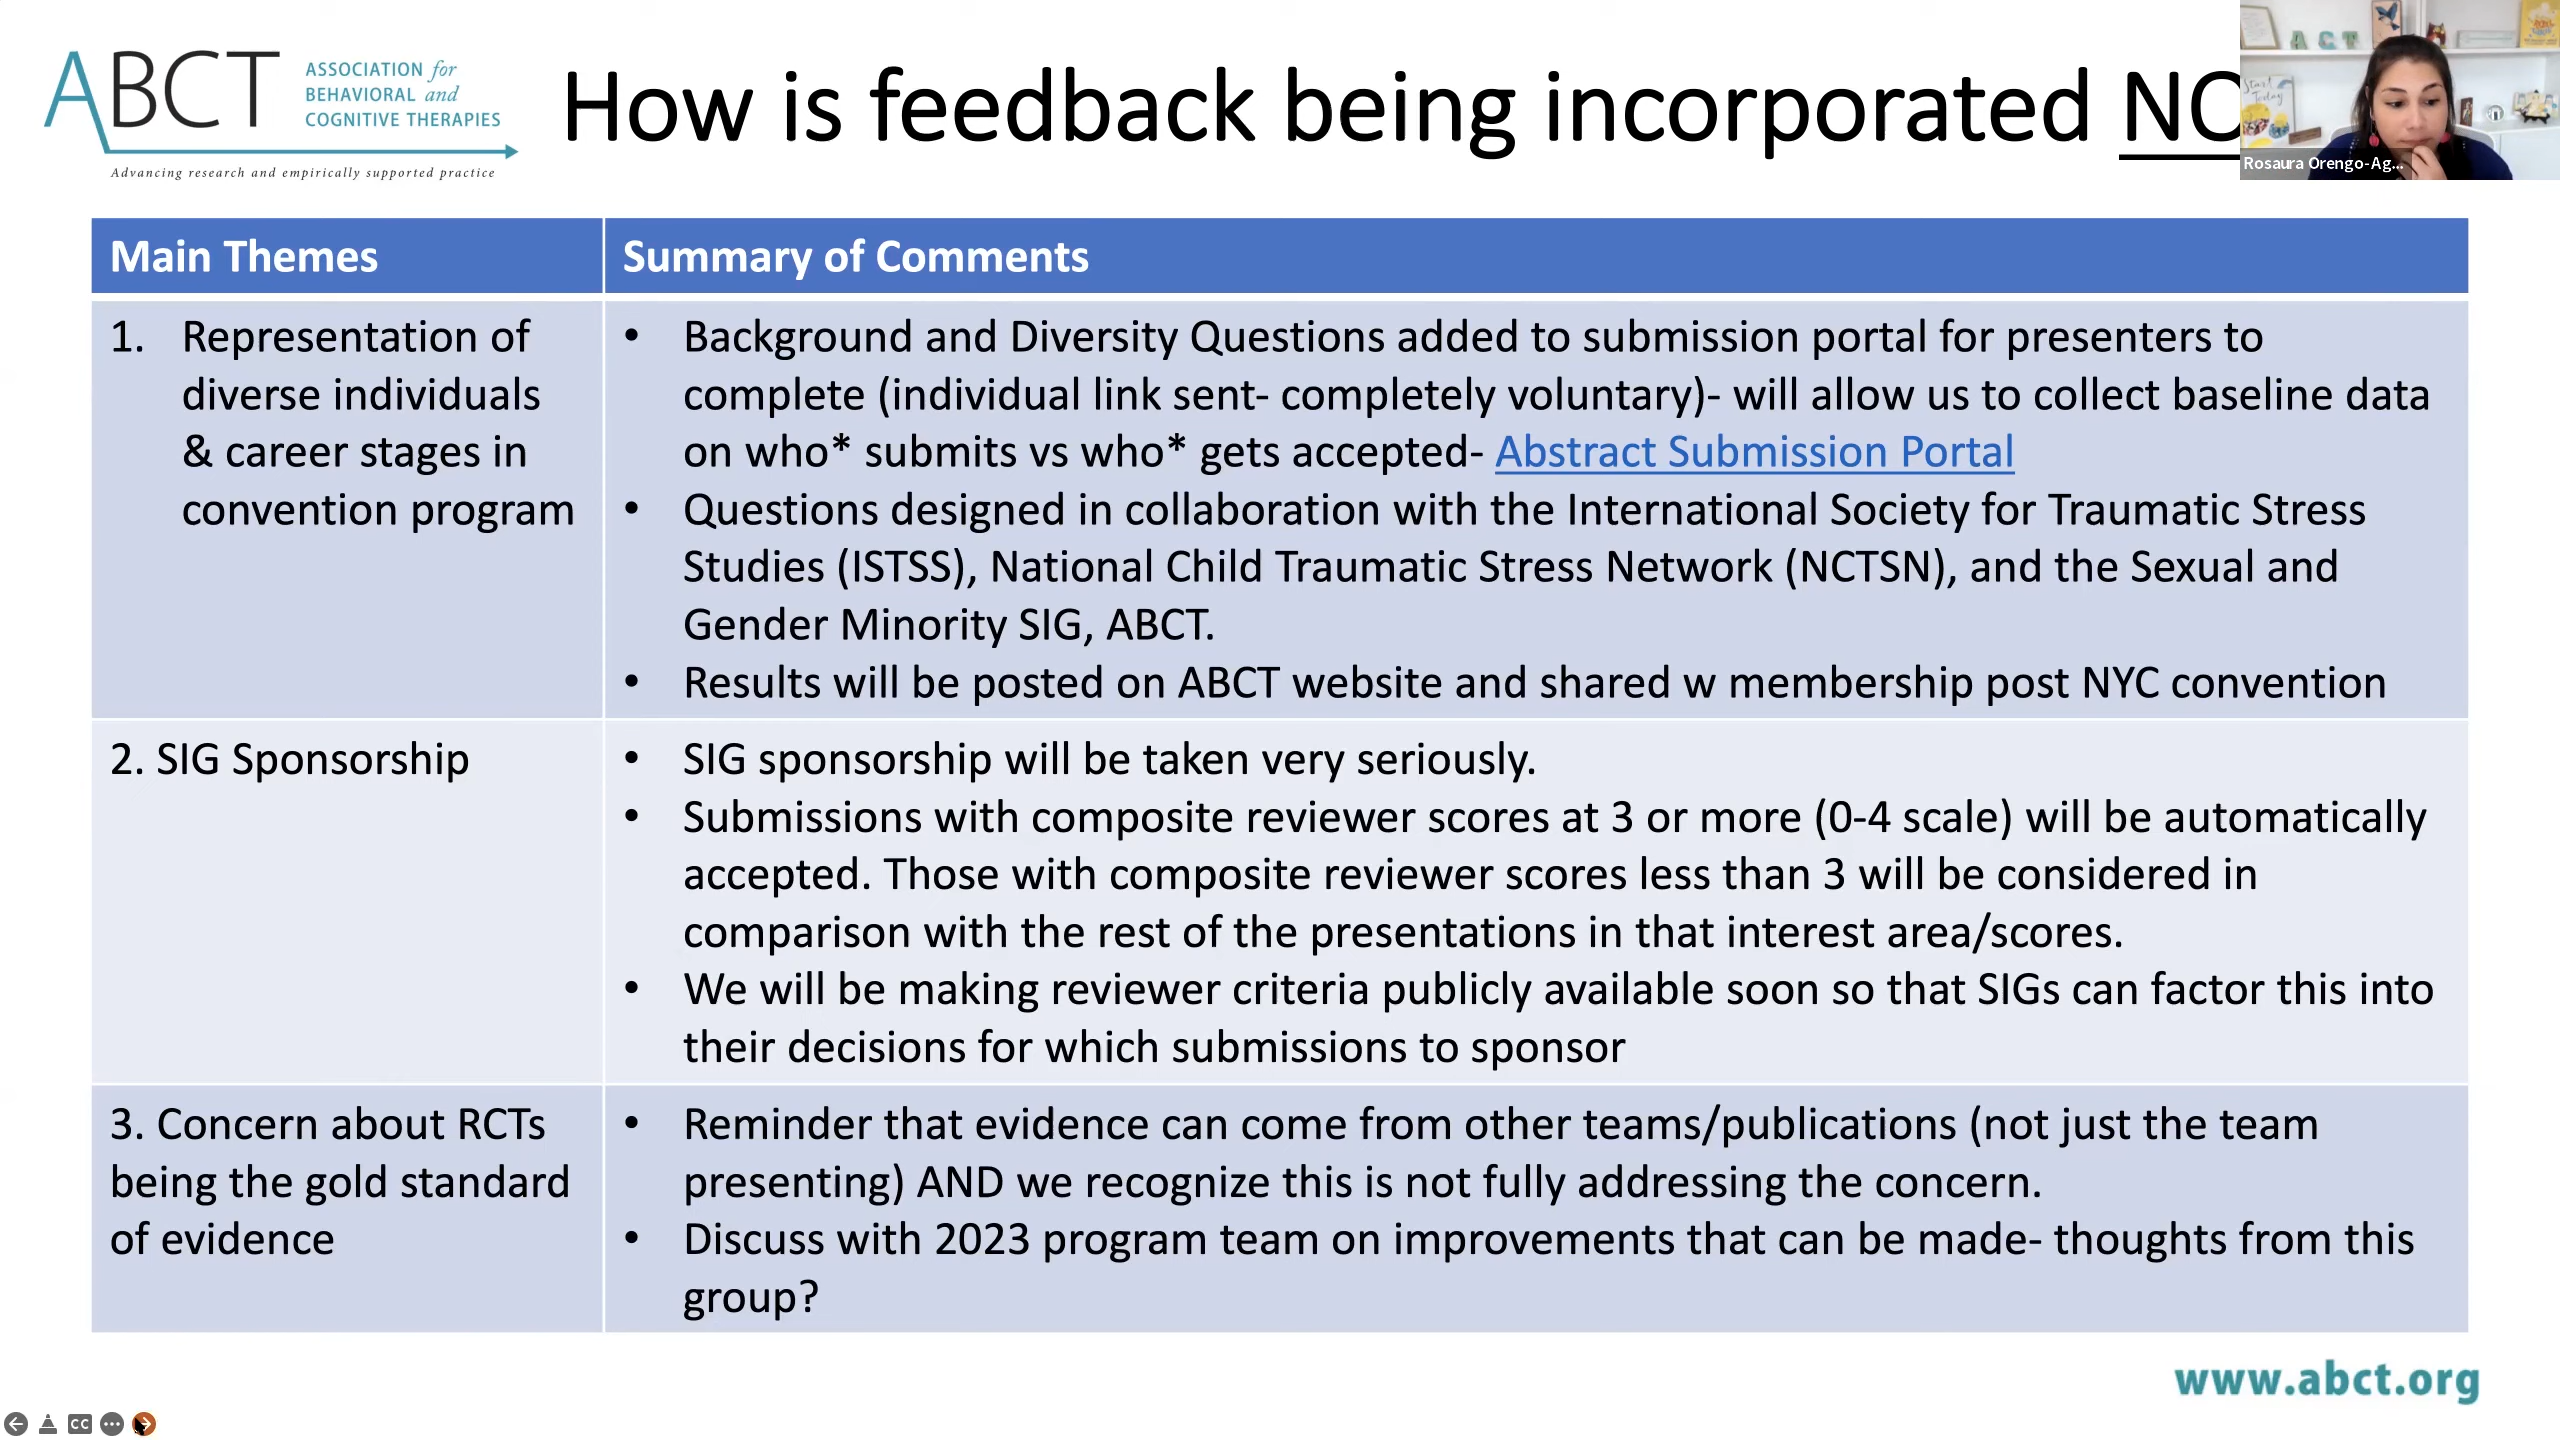 ABCT
ASSOCIATION for
BEHAVIORAL and
COGNITIVE THERAPIES
Advancing research and empirically supported practice
How is feedback being incorporated
ACT
Start
Today
Rosaura Orengo-Ag...
Main Themes
Summary of Comments
1. Representation of
diverse individuals
& career stages in
convention program
• Background and Diversity Questions added to submission portal for presenters to
complete (individual link sent- completely voluntary)- will allow us to collect baseline data
on who* submits vs who* gets accepted- Abstract Submission Portal
• Questions designed in collaboration with the International Society for Traumatic Stress
Studies (ISTSS), National Child Traumatic Stress Network (NCTSN), and the Sexual and
Gender Minority SIG, ABCT.
• Results will be posted on ABCT website and shared w membership post NYC convention
2. SIG Sponsorship
• SIG sponsorship will be taken very seriously.
• Submissions with composite reviewer scores at 3 or more (0-4 scale) will be automatically
accepted. Those with composite reviewer scores less than 3 will be considered in
comparison with the rest of the presentations in that interest area/scores.
• We will be making reviewer criteria publicly available soon so that SIGs can factor this into
their decisions for which submissions to sponsor
3. Concern about RCTs
being the gold standard
of evidence
• Reminder that evidence can come from other teams/publications (not just the team
presenting) AND we recognize this is not fully addressing the concern.
• Discuss with 2023 program team on improvements that can be made- thoughts from this
group?
www.abct.org
CC